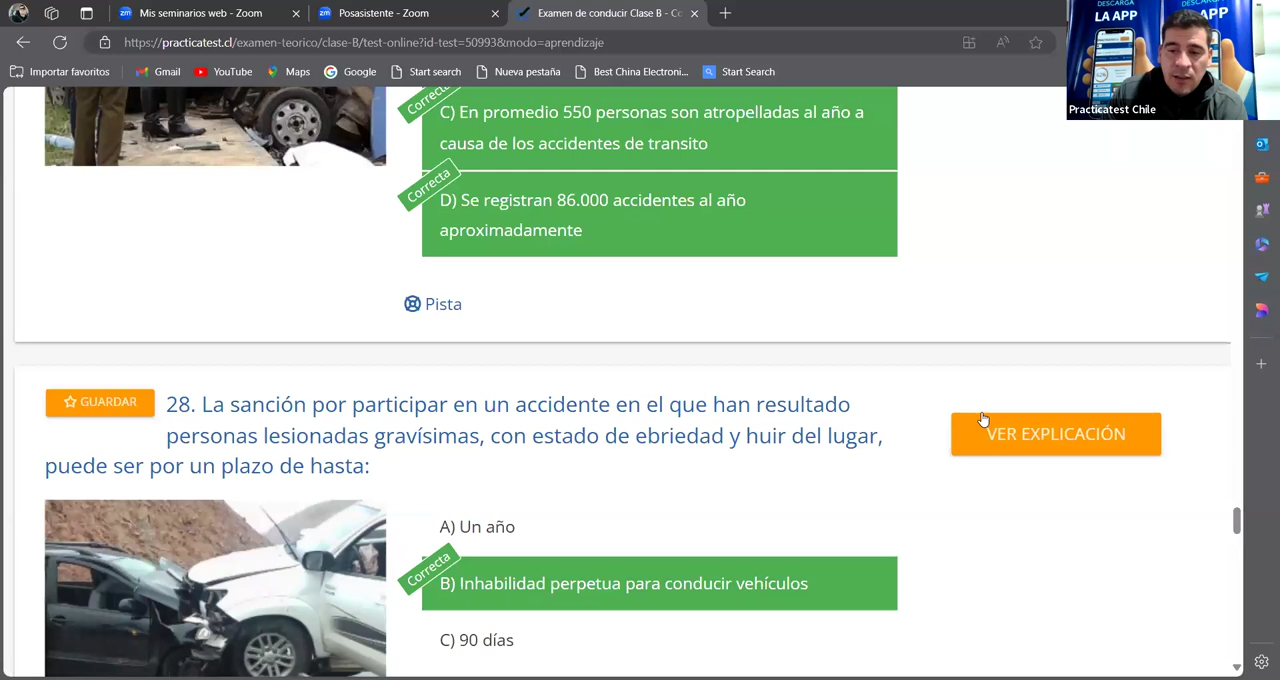 Mis seminarios web - Zoom
Posasistente - Zoom
Examen de conducir Clase B - Co
https://practicatest.cl/examen-teorico/clase-B/test-online?id-test=50993&modo=aprendizaje
Importar favoritos
Gmail
YouTube
Maps
Google
Start search
Nueva pestaña
Best China Electroni...
Start Search
DESCARGA
LA APP
DESCARGA
APP
Practicatest Chile
Correcta
C) En promedio 550 personas son atropelladas al año a
causa de los accidentes de transito
Correcta
D) Se registran 86.000 accidentes al año
aproximadamente
Pista
GUARDAR
28. La sanción por participar en un accidente en el que han resultado
personas lesionadas gravísimas, con estado de ebriedad y huir del lugar,
puede ser por un plazo de hasta:
VER EXPLICACIÓN
A) Un año
Correcta
B) Inhabilidad perpetua para conducir vehículos
C) 90 días